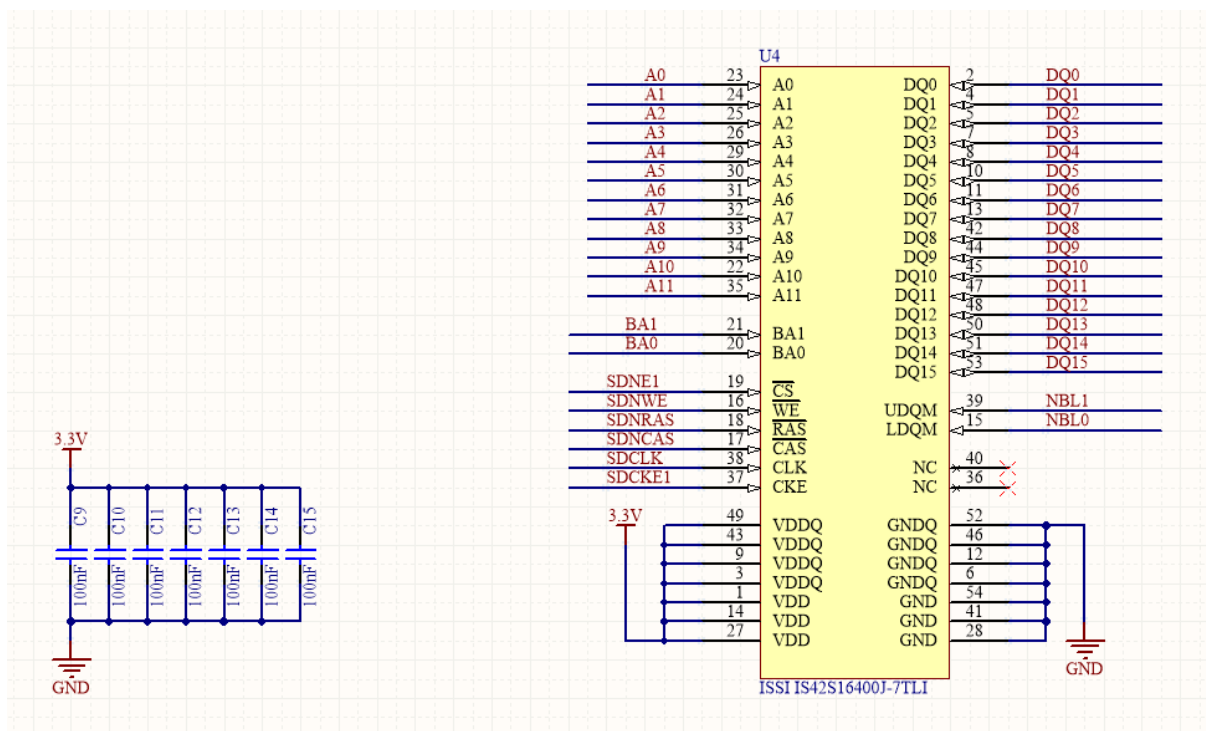 U4
A0 23 A0 DQ0 2 DQ0
A1 24 A1 DQ1 4 DQ1
A2 25 A2 DQ2 5 DQ2
A3 26 A3 DQ3 7 DQ3
A4 29 A4 DQ4 8 DQ4
A5 30 A5 DQ5 10 DQ5
A6 31 A6 DQ6 11 DQ6
A7 32 A7 DQ7 13 DQ7
A8 33 A8 DQ8 42 DQ8
A9 34 A9 DQ9 44 DQ9
A10 22 A10 DQ10 45 DQ10
A11 35 A11 DQ11 47 DQ11
DQ12 48 DQ12
BA1 21 BA1 DQ13 50 DQ13
BA0 20 BA0 DQ14 51 DQ14
DQ15 53 DQ15
SDNE1 19 CS
SDNWE 16 WE UDQM 39 NBL1
SDNRAS 18 RAS LDQM 15 NBL0
SDNCAS 17 CAS
SDCLK 38 CLK NC 40
SDCKE1 37 CKE NC 36
3.3V 49 VDDQ GNDQ 52
43 VDDQ GNDQ 46
9 VDDQ GNDQ 12
3 VDDQ GNDQ 6
1 VDD GND 54
14 VDD GND 41
27 VDD GND 28
GND
ISSI IS42S16400J-7TLI
3.3V
C9 C10 C11 C12 C13 C14 C15
100nF 100nF 100nF 100nF 100nF 100nF 100nF
GND